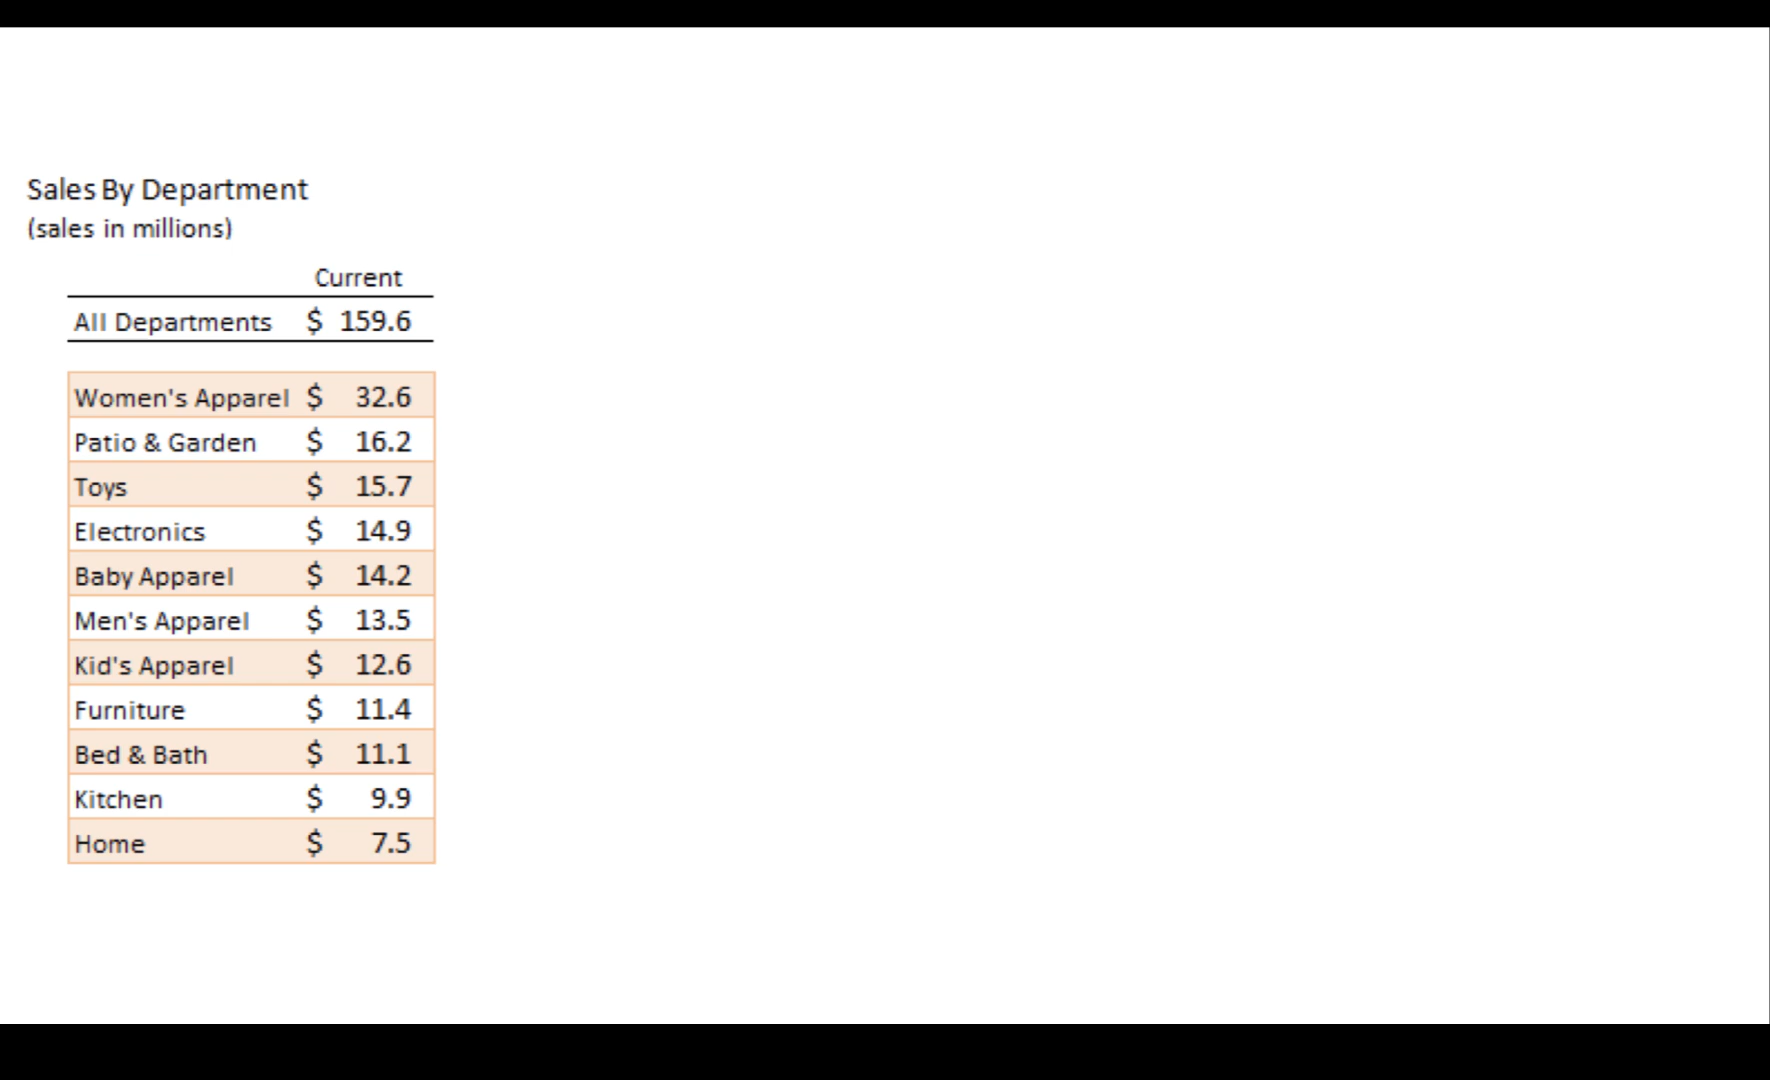 Sales By Department
(sales in millions)
Current
All Departments $ 159.6
Women's Apparel $ 32.6
Patio & Garden $ 16.2
Toys $ 15.7
Electronics $ 14.9
Baby Apparel $ 14.2
Men's Apparel $ 13.5
Kid's Apparel $ 12.6
Furniture $ 11.4
Bed & Bath $ 11.1
Kitchen $ 9.9
Home $ 7.5